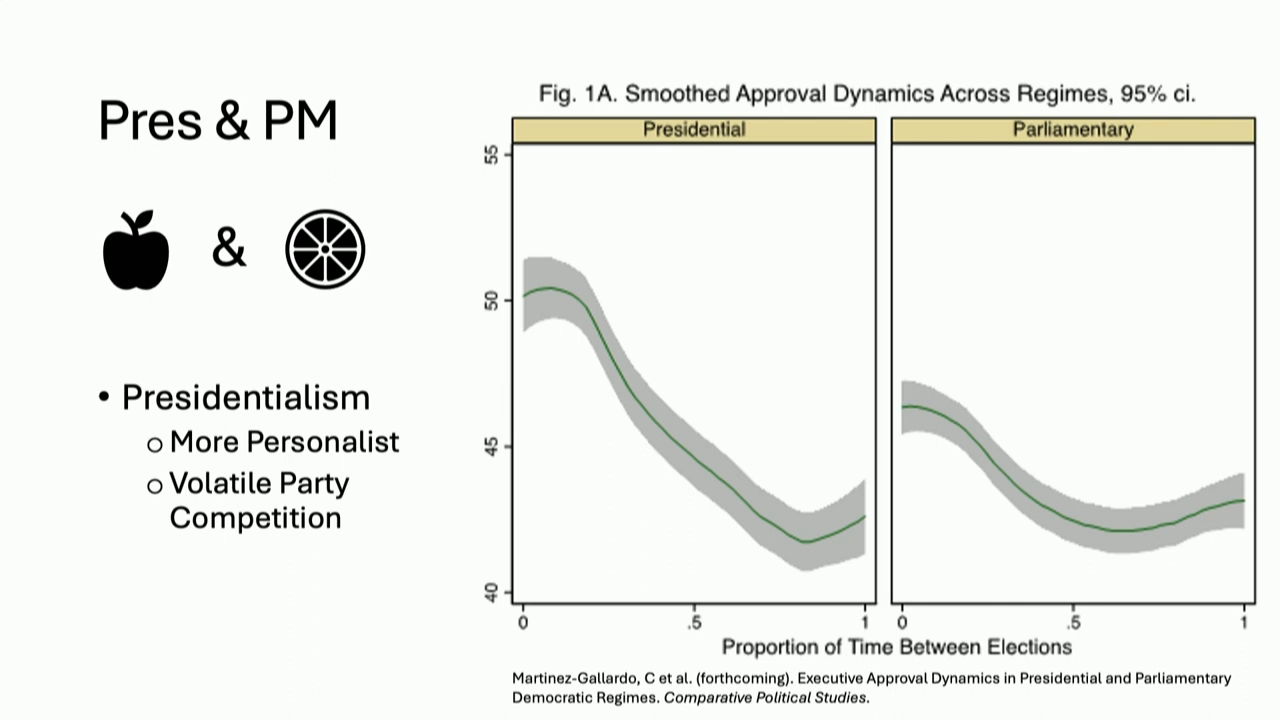 Pres & PM
&
• Presidentialism
o More Personalist
o Volatile Party
Competition
Fig. 1A. Smoothed Approval Dynamics Across Regimes, 95% ci.
Presidential
Parliamentary
55
50
45
40
0 .5 1
0 .5 1
Proportion of Time Between Elections
Martinez-Gallardo, C et al. (forthcoming). Executive Approval Dynamics in Presidential and Parliamentary
Democratic Regimes. Comparative Political Studies.